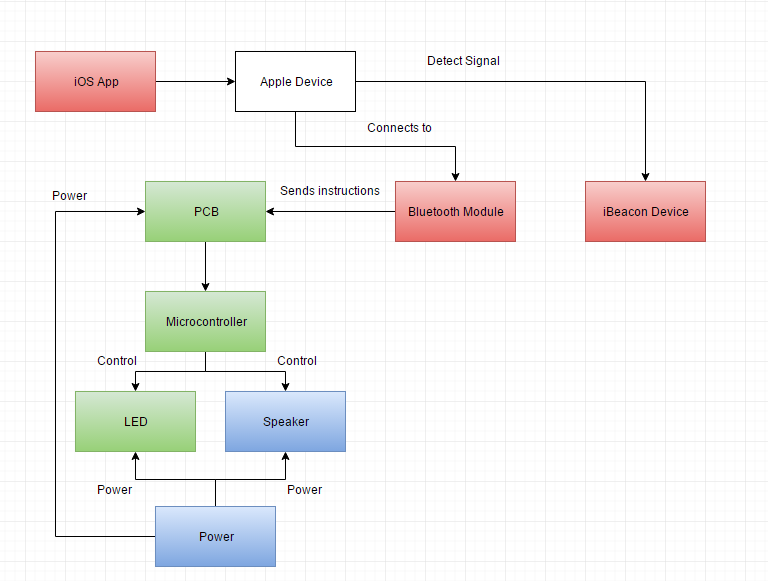 Detect Signal
iOS App
Apple Device
Connects to
Power
Sends instructions
PCB
Bluetooth Module
iBeacon Device
Microcontroller
Control
Control
LED
Speaker
Power
Power
Power